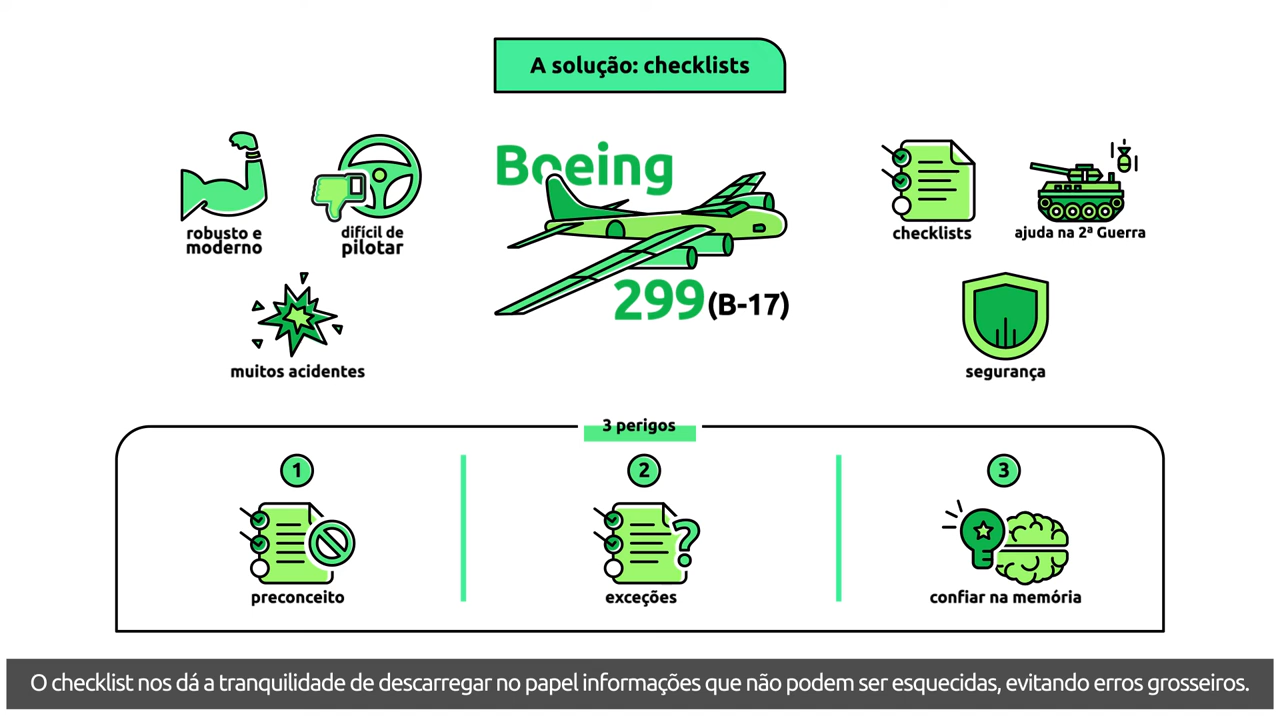 A solução: checklists
robusto e
moderno
difícil de
pilotar
muitos acidentes
Boeing
299 (B-17)
checklists
ajuda na 2ª Guerra
segurança
3 perigos
1
preconceito
2
exceções
3
confiar na memória
O checklist nos dá a tranquilidade de descarregar no papel informações que não podem ser esquecidas, evitando erros grosseiros.